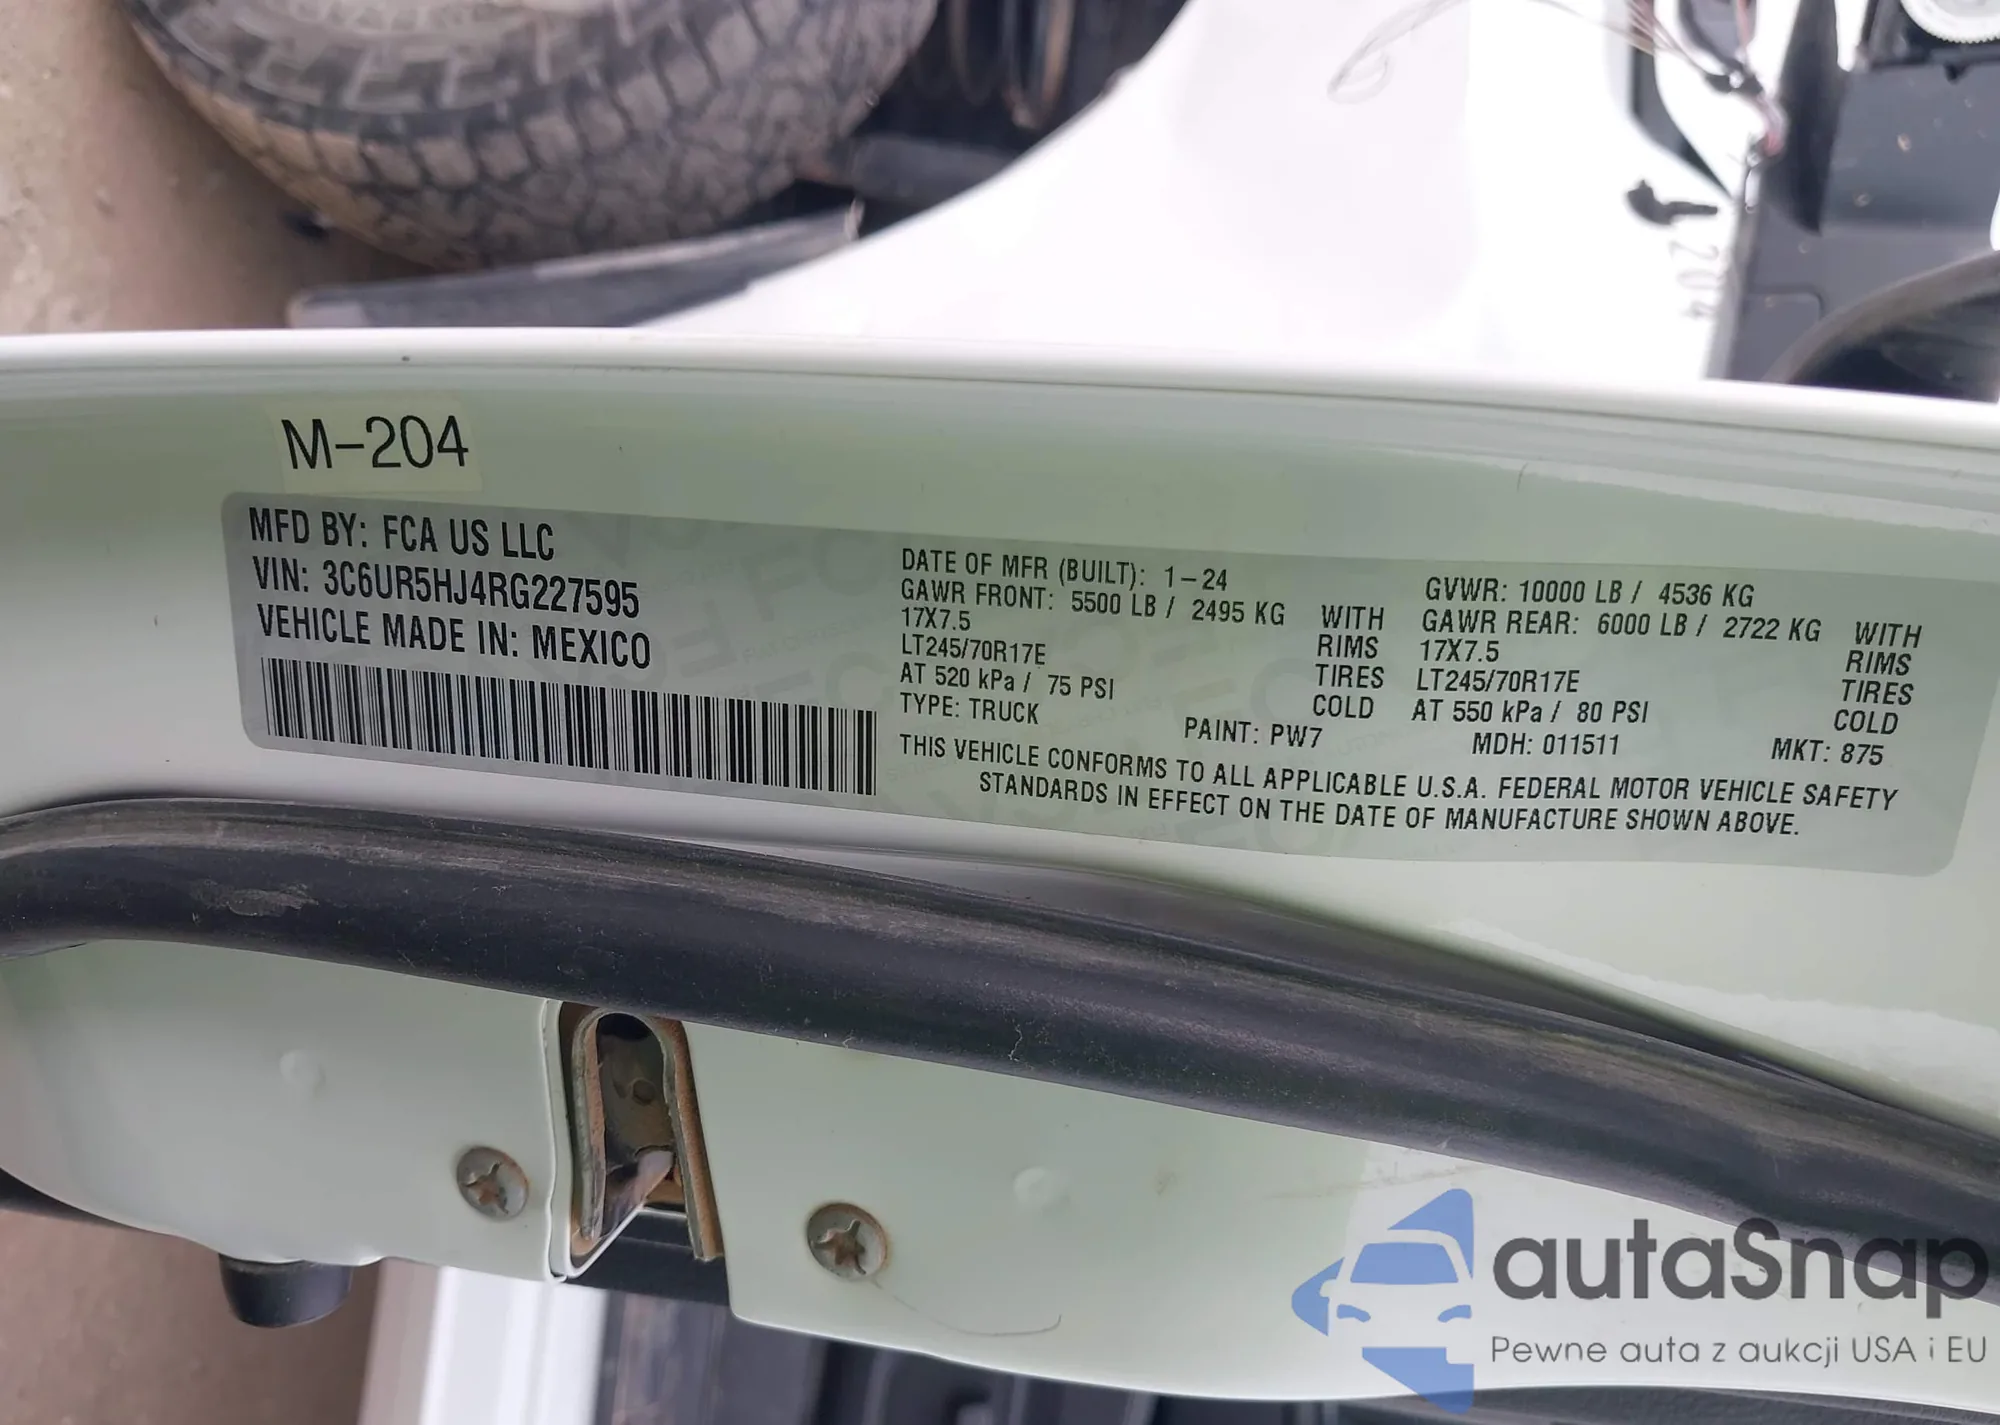 204
M-204
MFD BY: FCA US LLC
VIN: 3C6UR5HJ4RG227595
VEHICLE MADE IN: MEXICO
DATE OF MFR (BUILT): 1-24
GAWR FRONT: 5500 LB / 2495 KG WITH
17X7.5 RIMS
LT245/70R17E TIRES
AT 520 kPa / 75 PSI COLD
TYPE: TRUCK
PAINT: PW7
GVWR: 10000 LB / 4536 KG
GAWR REAR: 6000 LB / 2722 KG WITH
17X7.5 RIMS
LT245/70R17E TIRES
AT 550 kPa / 80 PSI COLD
MDH: 011511 MKT: 875
THIS VEHICLE CONFORMS TO ALL APPLICABLE U.S.A. FEDERAL MOTOR VEHICLE SAFETY
STANDARDS IN EFFECT ON THE DATE OF MANUFACTURE SHOWN ABOVE.
autaSnap
Pewne auta z aukcji USA i EU